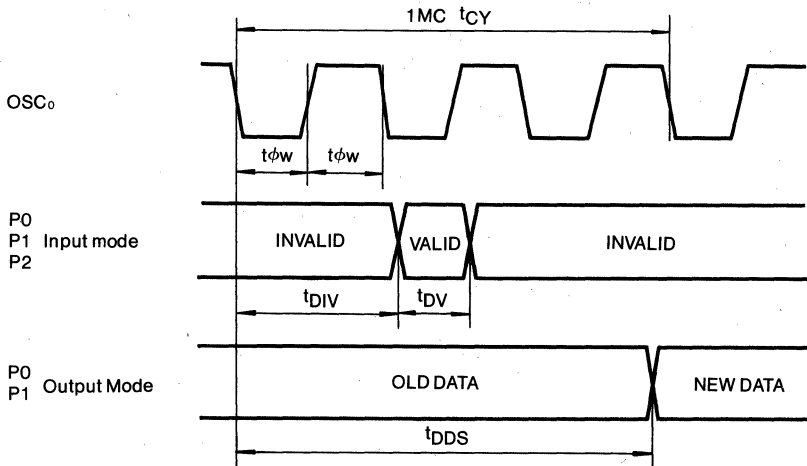 1MC tCY
OSC₀
tϕw tϕw
P0
P1 Input mode
P2
INVALID VALID INVALID
tDIV tDV
P0
P1 Output Mode
OLD DATA NEW DATA
tDDS